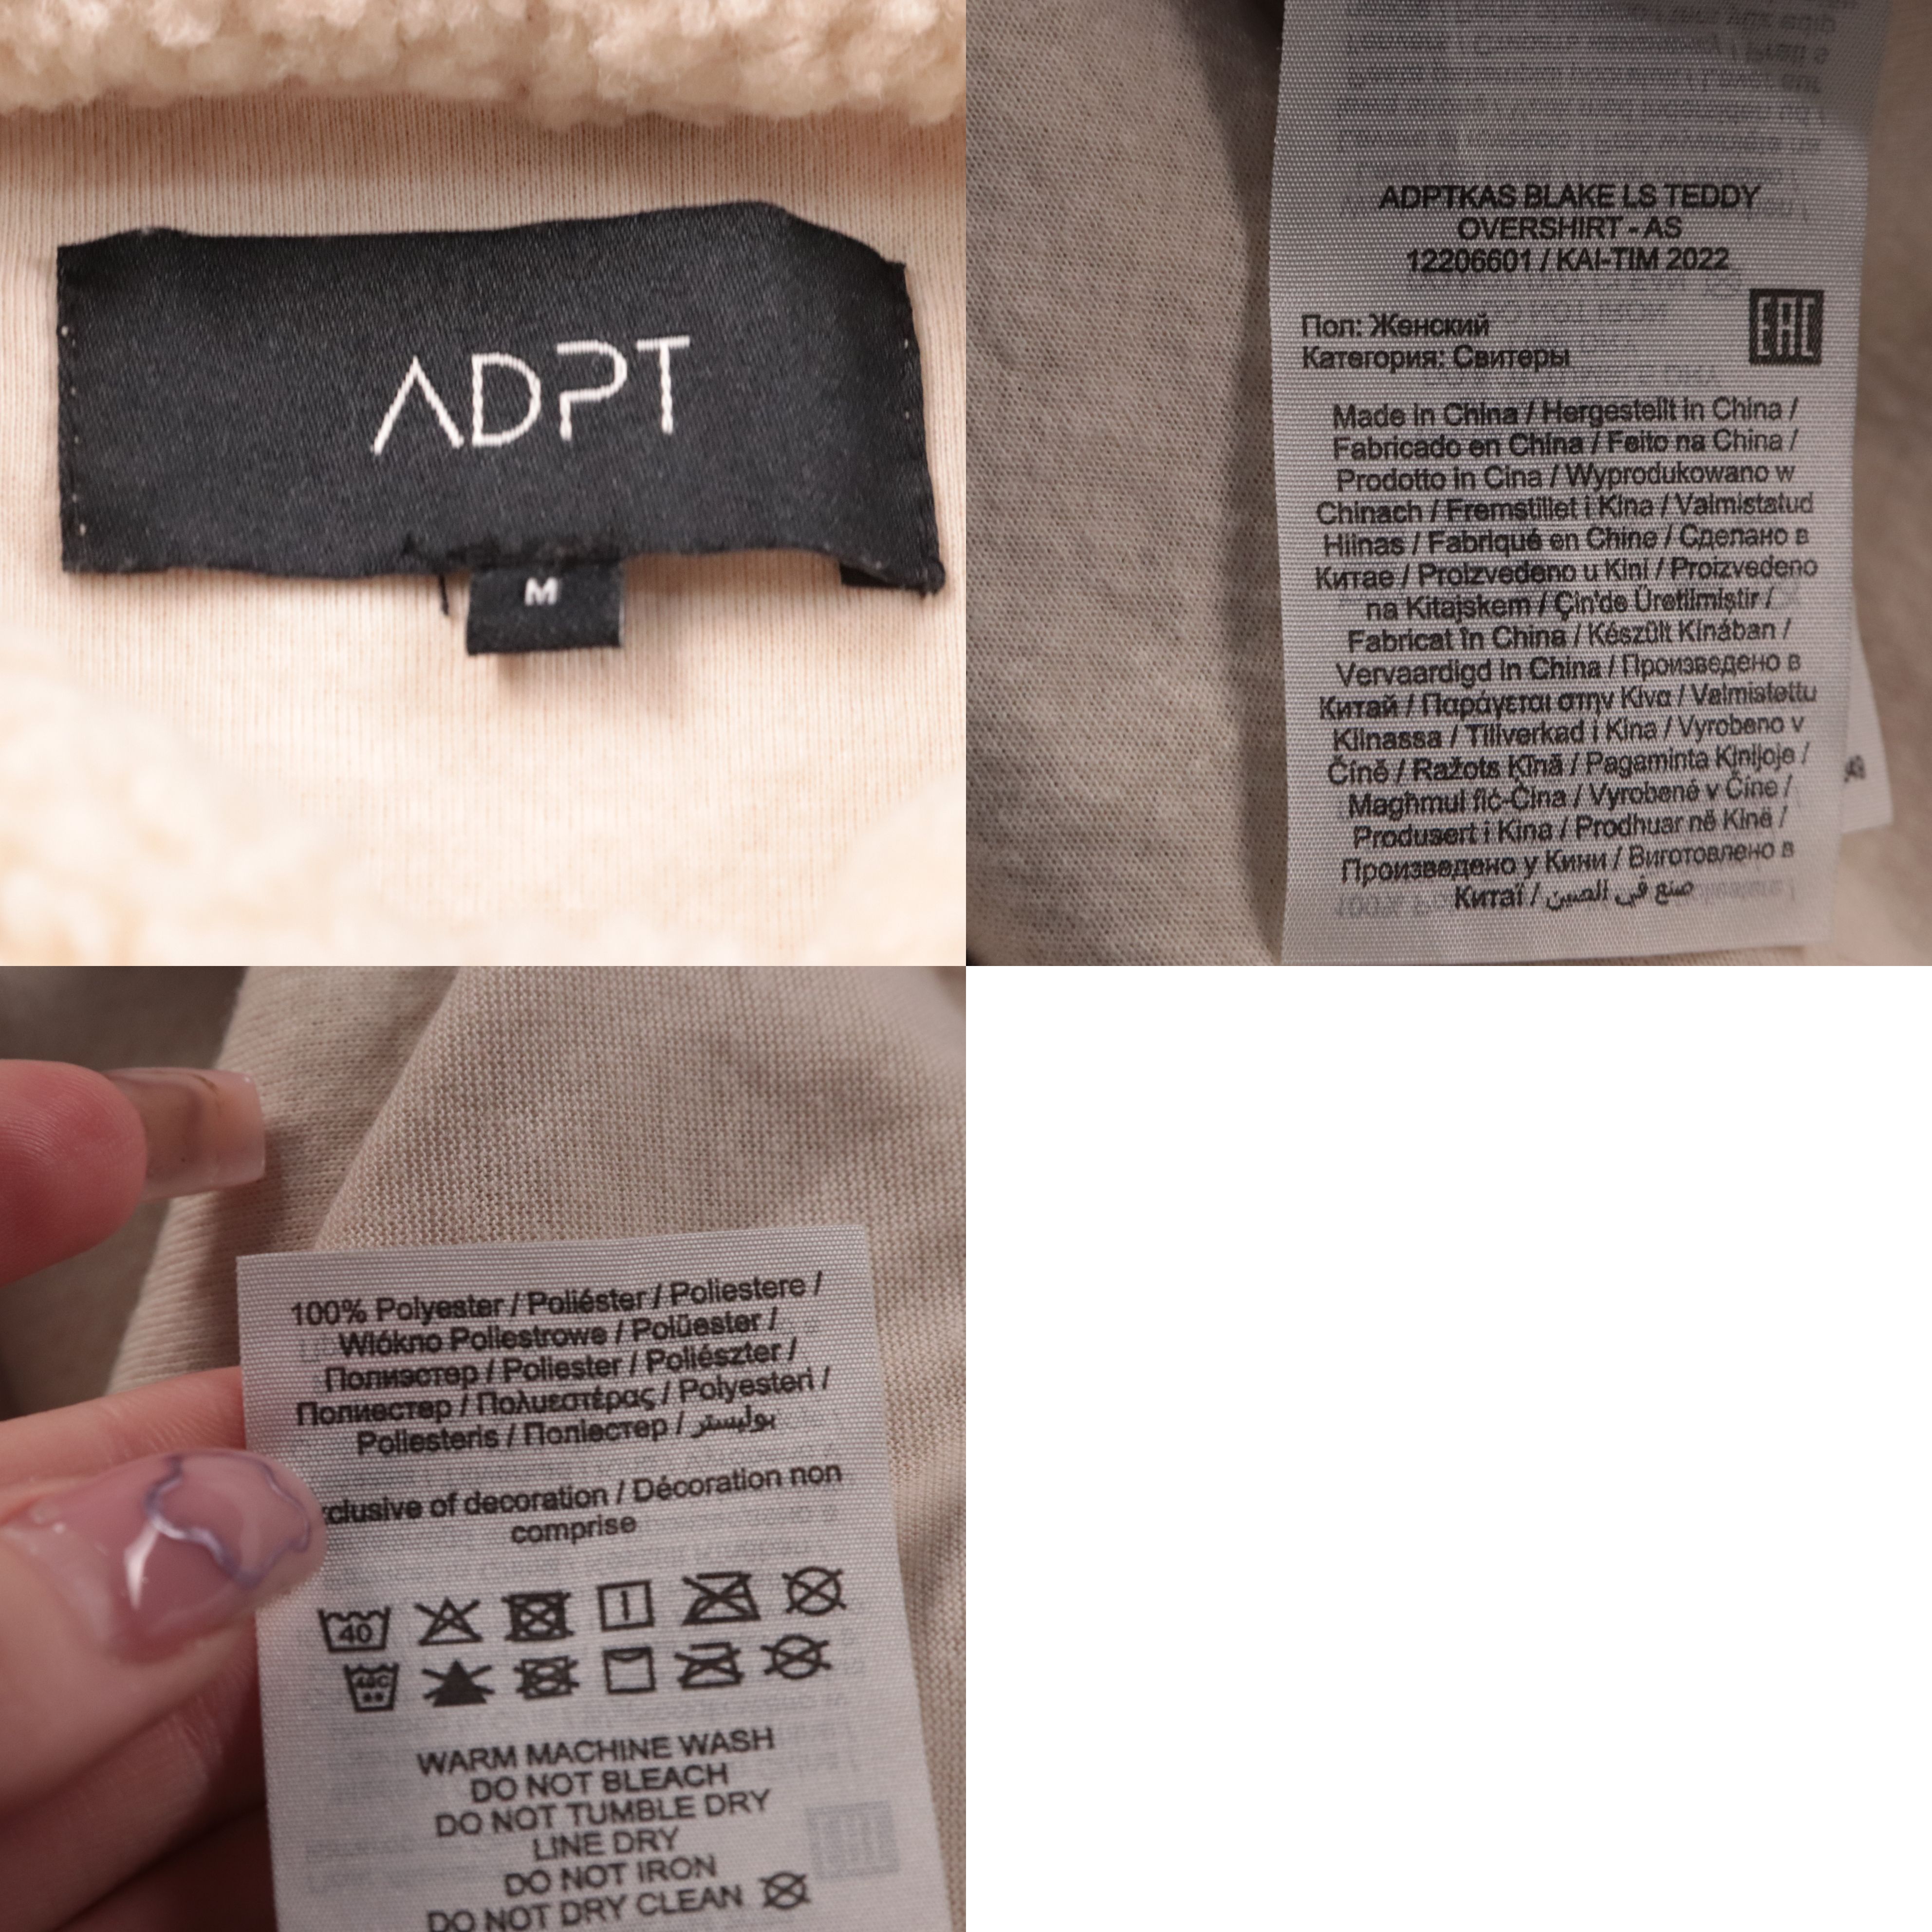 ADPT
M
ADPTKAS BLAKE LS TEDDY
OVERSHIRT - AS
12206601 / KAI-TIM 2022
Пол: Женский
Категория: Свитеры
EAC
Made in China / Hergestellt in China /
Fabricado en China / Feito na China /
Prodotto in Cina / Wyprodukowano w
Chinach / Fremstillet i Kina / Valmistatud
Hiinas / Fabriqué en Chine / Сделано в
Китае / Proizvedeno u Kini / Proizvedeno
na Kitajskem / Çin'de Üretilmiştir /
Fabricat în China / Készült Kínában /
Vervaardigd in China / Произведено в
Китай / Παράγεται στην Κίνα / Valmistettu
Kiinassa / Tillverkad i Kina / Vyrobeno v
Číně / Ražots Ķīnā / Pagaminta Kinijoje /
Magħmul fiċ-Ċina / Vyrobené v Číne /
Produsert i Kina / Prodhuar në Kinë /
Произведено у Кини / Виготовлено в
Китаї / صنع في الصين
100% Polyester / Poliéster / Poliestere /
Włókno Poliestrowe / Polüester /
Полиэстер / Poliester / Poliészter /
Полиестер / Πολυεστέρας / Polyesteri /
Poliesteris / Поліестер / بوليستر
xclusive of decoration / Décoration non
comprise
40
40C
WARM MACHINE WASH
DO NOT BLEACH
DO NOT TUMBLE DRY
LINE DRY
DO NOT IRON
DO NOT DRY CLEAN